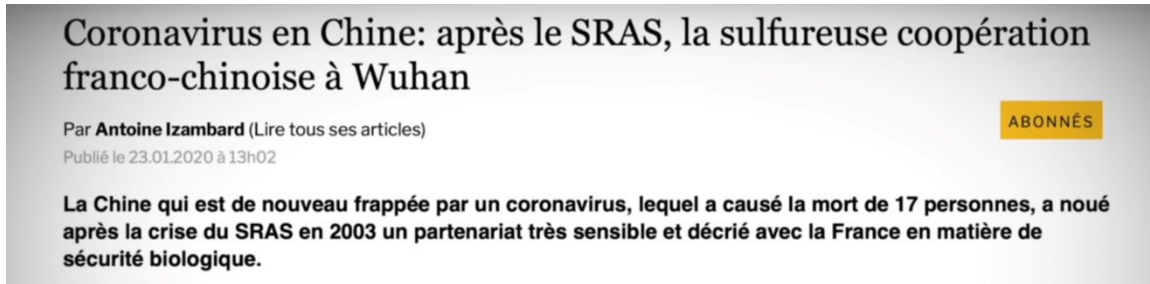 Coronavirus en Chine: après le SRAS, la sulfureuse coopération
franco-chinoise à Wuhan
Par Antoine Izambard (Lire tous ses articles)
ABONNÉS
Publié le 23.01.2020 à 13h02
La Chine qui est de nouveau frappée par un coronavirus, lequel a causé la mort de 17 personnes, a noué
après la crise du SRAS en 2003 un partenariat très sensible et décrié avec la France en matière de
sécurité biologique.